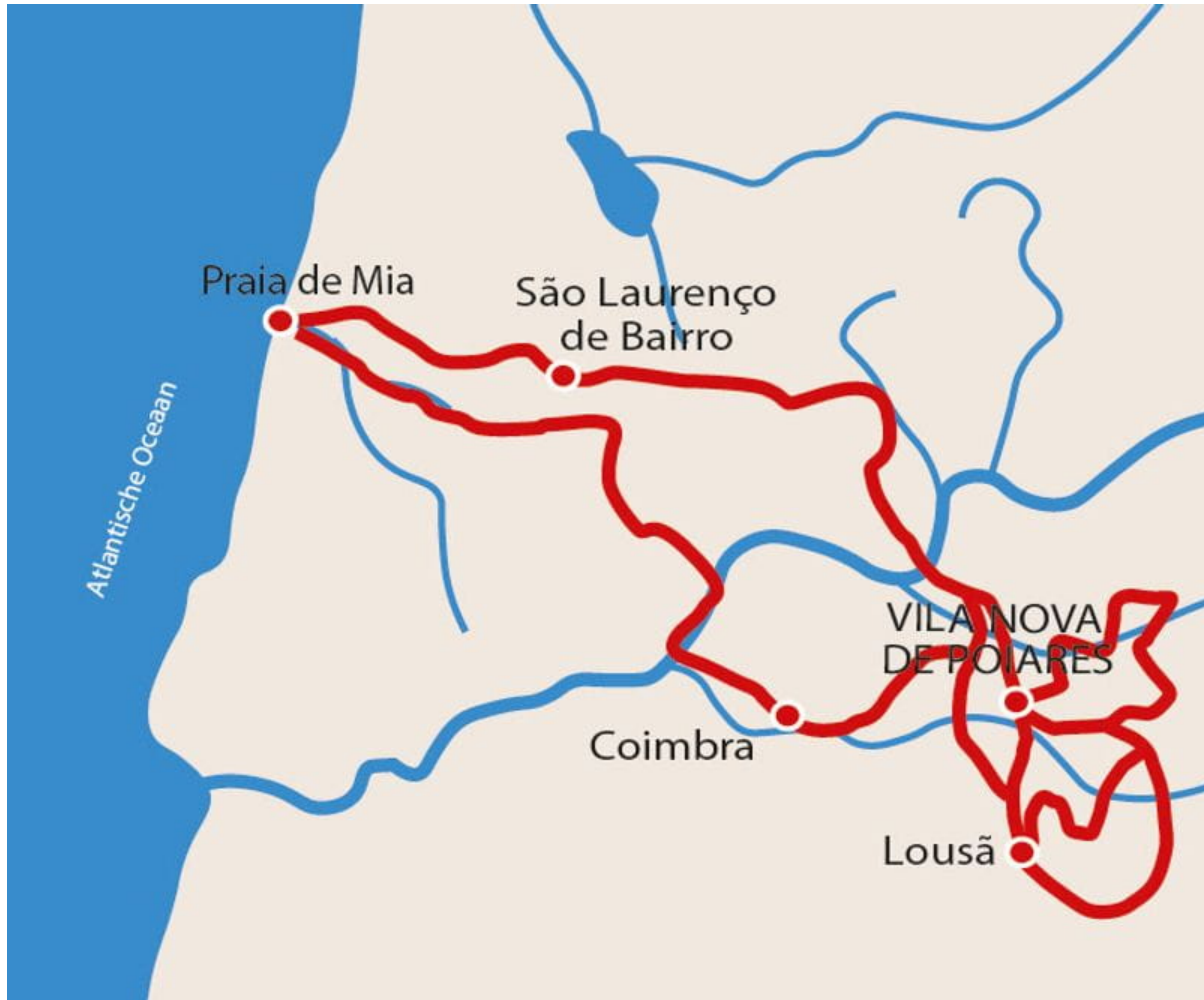 Praia de Mia
São Laurenço
de Bairro
Atlantische Oceaan
VILA NOVA
DE POIARES
Coimbra
Lousã